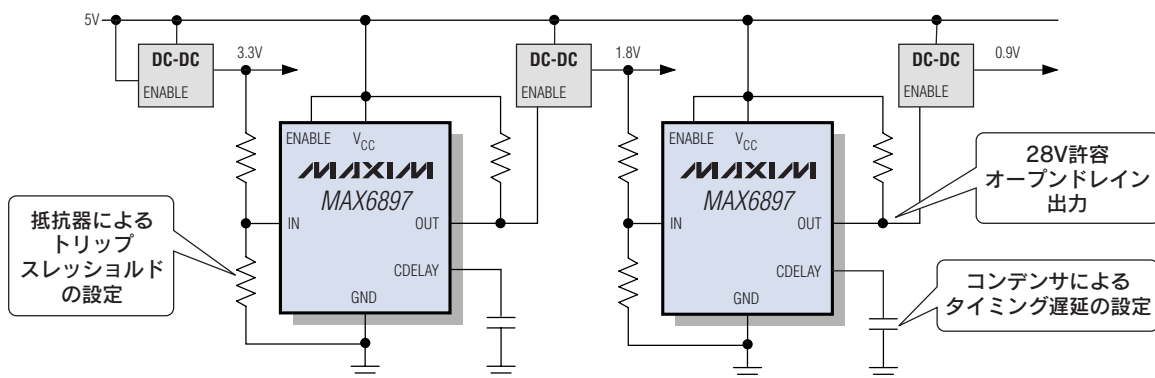 5V
DC-DC
ENABLE
3.3V
DC-DC
ENABLE
1.8V
DC-DC
ENABLE
0.9V
ENABLE
VCC
MAXIM
MAX6897
IN
OUT
CDELAY
GND
ENABLE
VCC
MAXIM
MAX6897
IN
OUT
CDELAY
GND
抵抗器による
トリップ
スレッショルド
の設定
28V許容
オープンドレイン
出力
コンデンサによる
タイミング遅延の設定